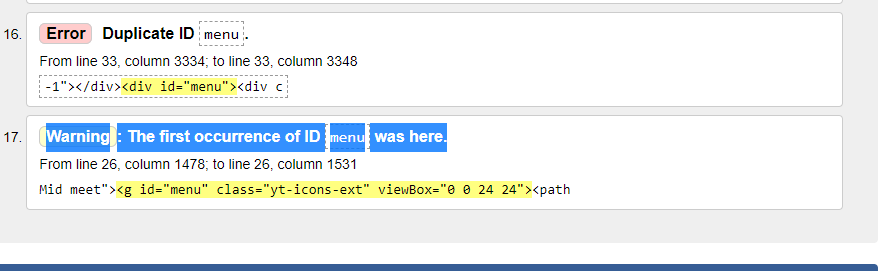 16. Error Duplicate ID menu.
From line 33, column 3334; to line 33, column 3348
-1"></div><div id="menu"><div c
17. Warning: The first occurrence of ID menu was here.
From line 26, column 1478; to line 26, column 1531
Mid meet"><g id="menu" class="yt-icons-ext" viewBox="0 0 24 24"><path